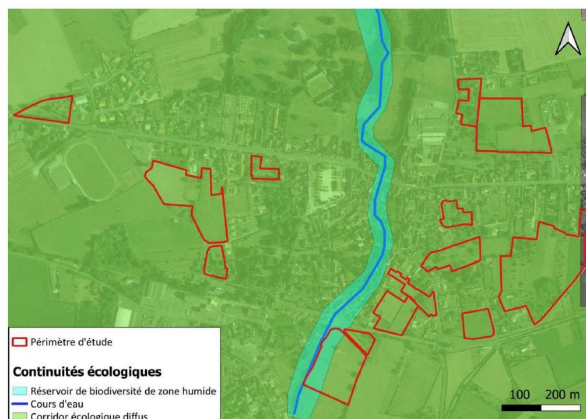 Périmètre d'étude
Continuités écologiques
Réservoir de biodiversité de zone humide
Cours d'eau
Corridor écologique diffus
100 200 m